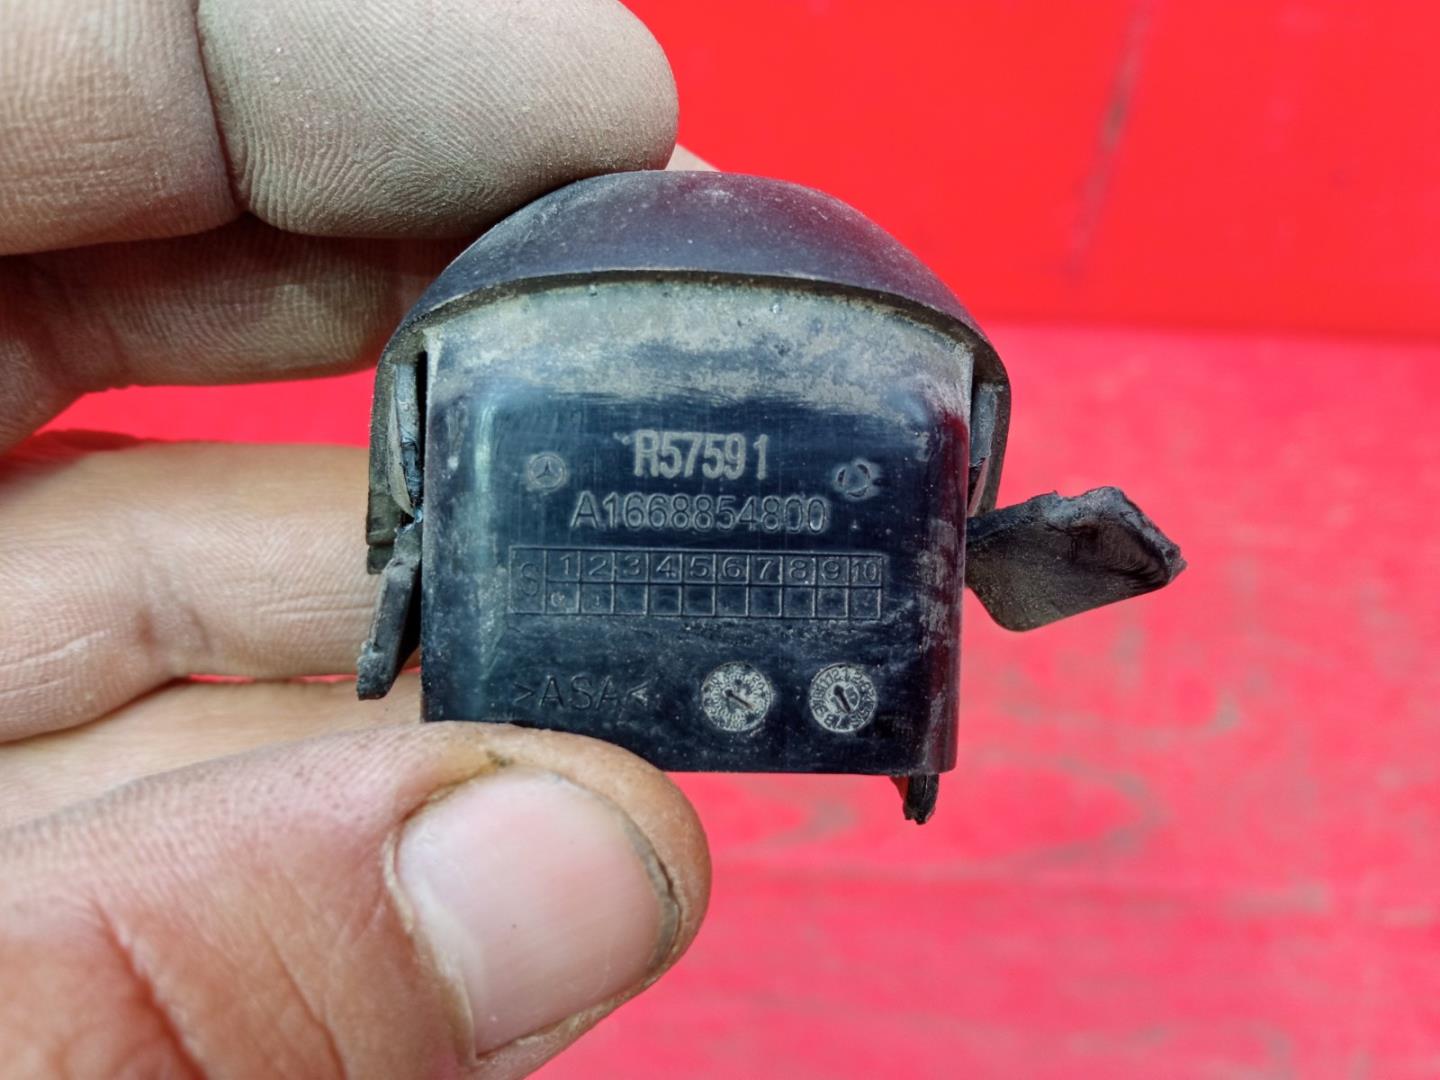 R57591
A1668854800
S 1 2 3 4 5 6 7 8 9 10
>ASA<